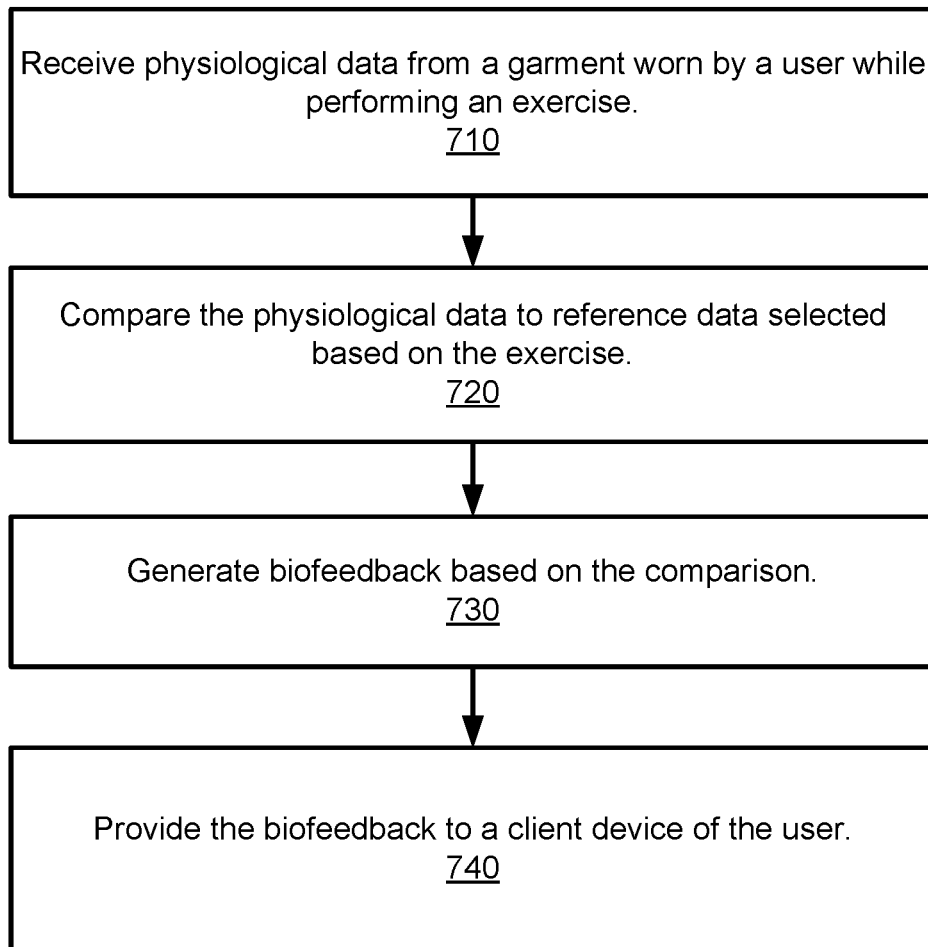 Receive physiological data from a garment worn by a user while
performing an exercise.
710
Compare the physiological data to reference data selected
based on the exercise.
720
Generate biofeedback based on the comparison.
730
Provide the biofeedback to a client device of the user.
740